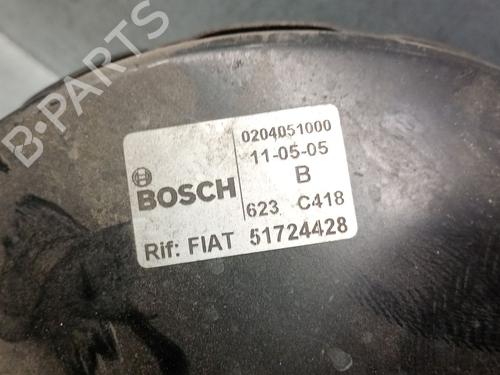 B-PARTS
0204051000
11-05-05
BOSCH
B
623 C418
Rif: FIAT 51724428